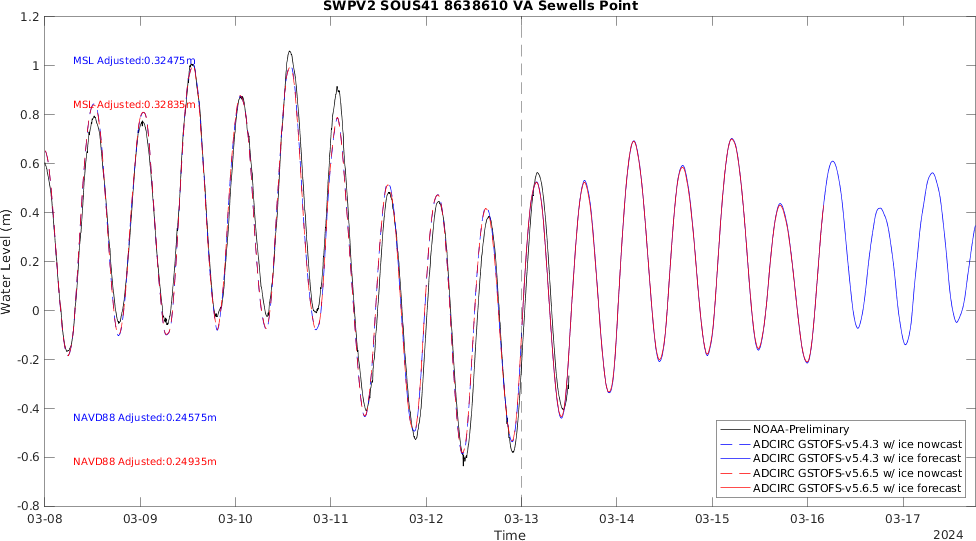 SWPV2 SOUS41 8638610 VA Sewells Point
1.2
1
0.8
0.6
0.4
0.2
0
-0.2
-0.4
-0.6
-0.8
Water Level (m)
MSL Adjusted:0.32475m
MSL Adjusted:0.32835m
NAVD88 Adjusted:0.24575m
NAVD88 Adjusted:0.24935m
NOAA-Preliminary
ADCIRC GSTOFS-v5.4.3 w/ ice nowcast
ADCIRC GSTOFS-v5.4.3 w/ ice forecast
ADCIRC GSTOFS-v5.6.5 w/ ice nowcast
ADCIRC GSTOFS-v5.6.5 w/ ice forecast
03-08 03-09 03-10 03-11 03-12 03-13 03-14 03-15 03-16 03-17
Time
2024